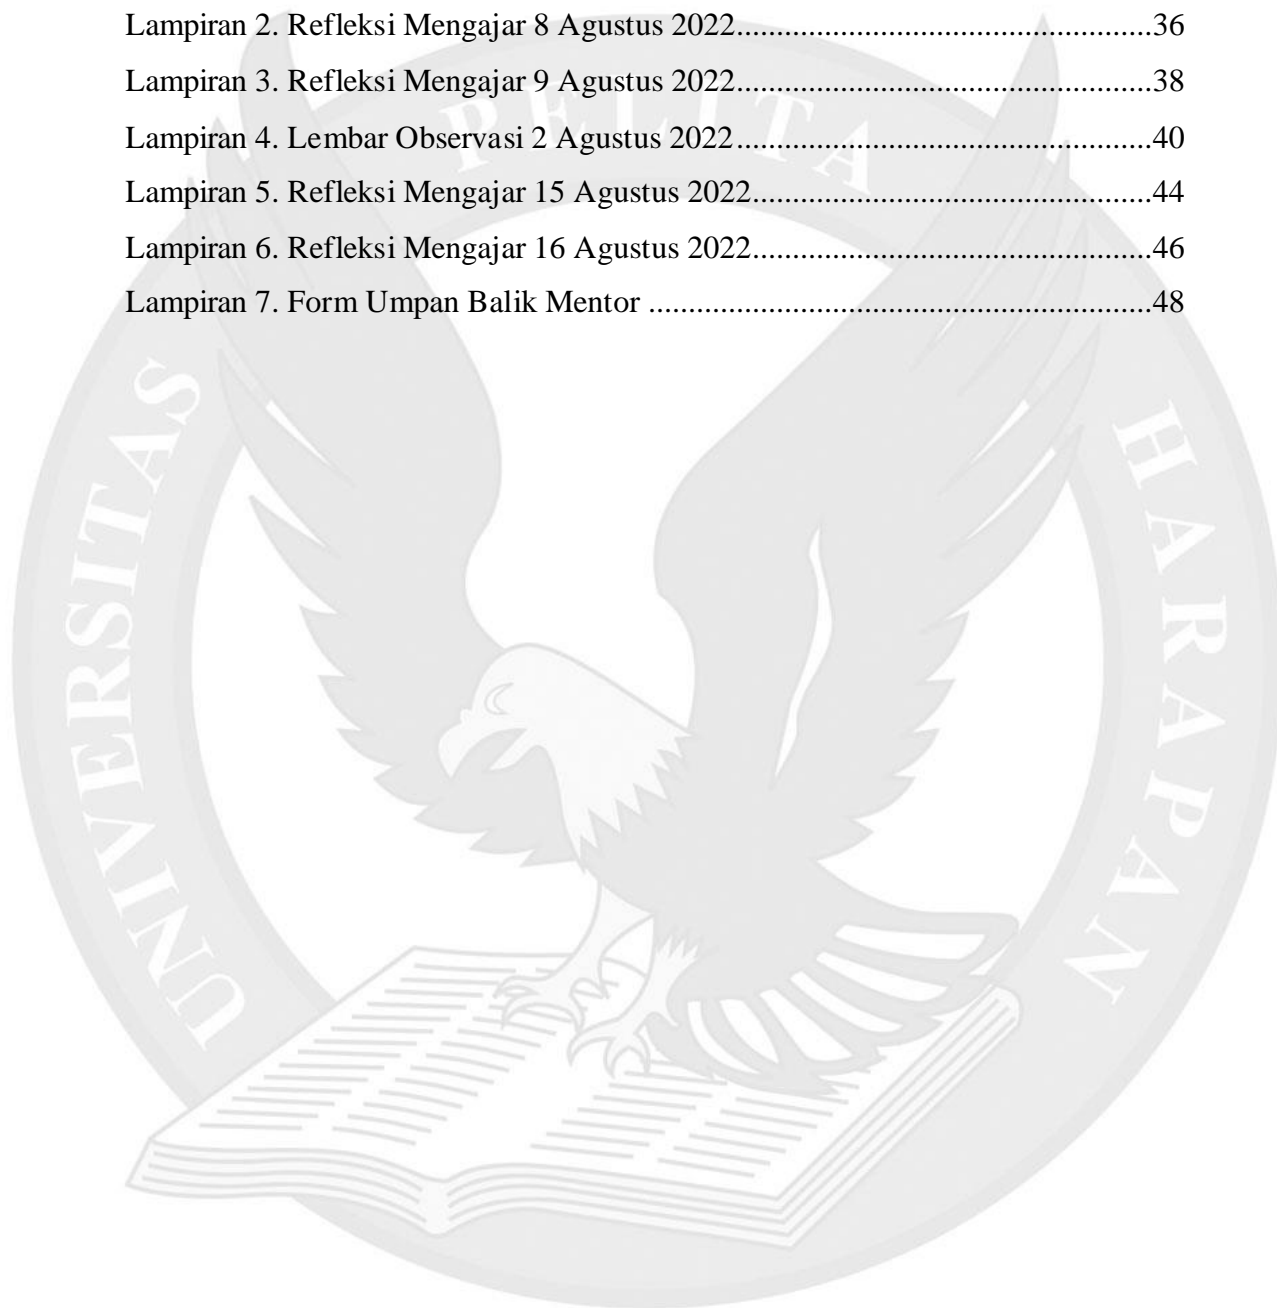 Lampiran 2. Refleksi Mengajar 8 Agustus 2022....................................................36
Lampiran 3. Refleksi Mengajar 9 Agustus 2022....................................................38
Lampiran 4. Lembar Observasi 2 Agustus 2022....................................................40
Lampiran 5. Refleksi Mengajar 15 Agustus 2022..................................................44
Lampiran 6. Refleksi Mengajar 16 Agustus 2022..................................................46
Lampiran 7. Form Umpan Balik Mentor ...............................................................48
UNIVERSITAS PELITA HARAPAN